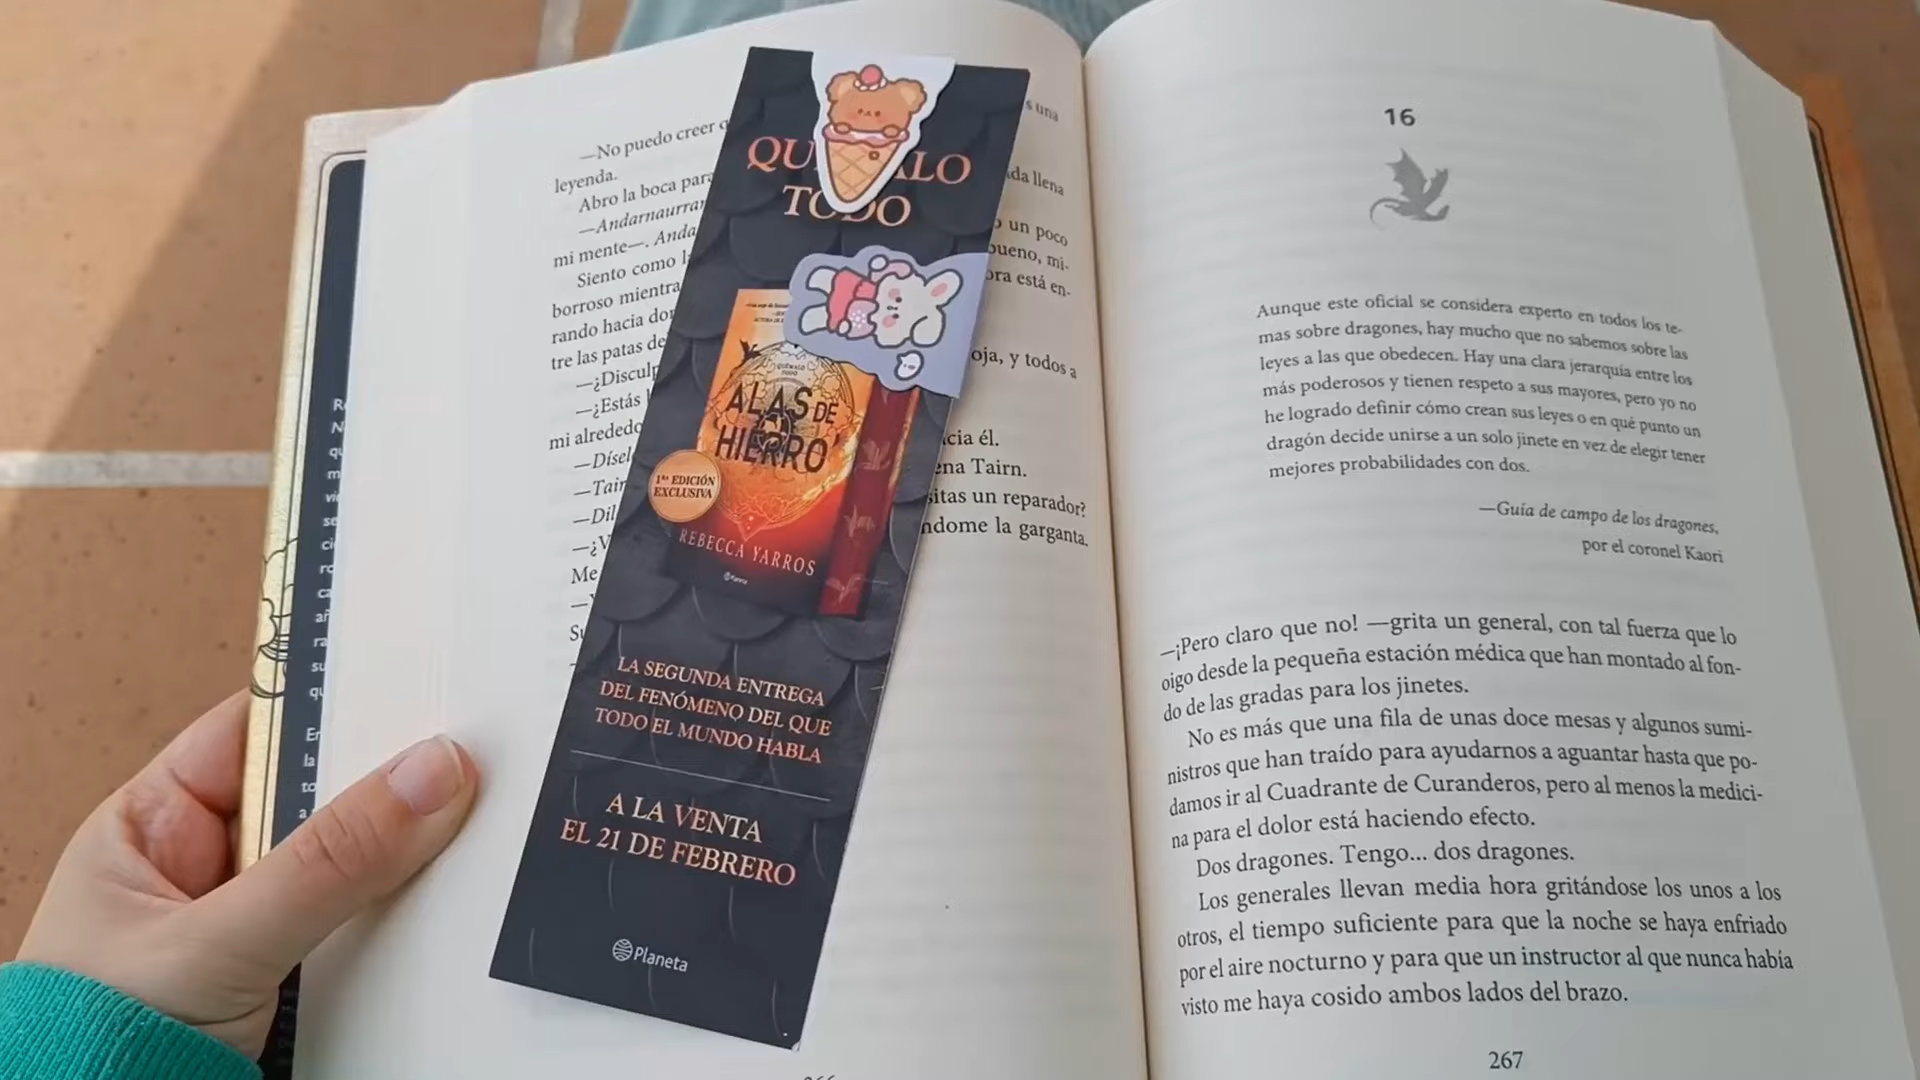 —No puedo creer
leyenda.
Abro la boca para
—Andarnaurram
mi mente—. Anda
Siento como
borroso mientra
rando hacia
tre las patas de
—¿Disculp
—¿Estás
mi alrededo
—Dísel
—Tair
—Dil
—¿V
Me
Su
s una
da llena
un poco
bueno, mi-
ora está en-
oja, y todos a
cia él.
ena Tairn.
sitas un reparador?
ndome la garganta.
QU ALO
TODO
ALAS DE
HIERRO
1ª EDICIÓN
EXCLUSIVA
REBECCA YARROS
Planeta
LA SEGUNDA ENTREGA
DEL FENÓMENO DEL QUE
TODO EL MUNDO HABLA
A LA VENTA
EL 21 DE FEBRERO
Planeta
16
Aunque este oficial se considera experto en todos los te-
mas sobre dragones, hay mucho que no sabemos sobre las
leyes a las que obedecen. Hay una clara jerarquía entre los
más poderosos y tienen respeto a sus mayores, pero yo no
he logrado definir cómo crean sus leyes o en qué punto un
dragón decide unirse a un solo jinete en vez de elegir tener
mejores probabilidades con dos.
—Guía de campo de los dragones,
por el coronel Kaori
—¡Pero claro que no! —grita un general, con tal fuerza que lo
oigo desde la pequeña estación médica que han montado al fon-
do de las gradas para los jinetes.
No es más que una fila de unas doce mesas y algunos sumi-
nistros que han traído para ayudarnos a aguantar hasta que po-
damos ir al Cuadrante de Curanderos, pero al menos la medici-
na para el dolor está haciendo efecto.
Dos dragones. Tengo... dos dragones.
Los generales llevan media hora gritándose los unos a los
otros, el tiempo suficiente para que la noche se haya enfriado
por el aire nocturno y para que un instructor al que nunca había
visto me haya cosido ambos lados del brazo.
267